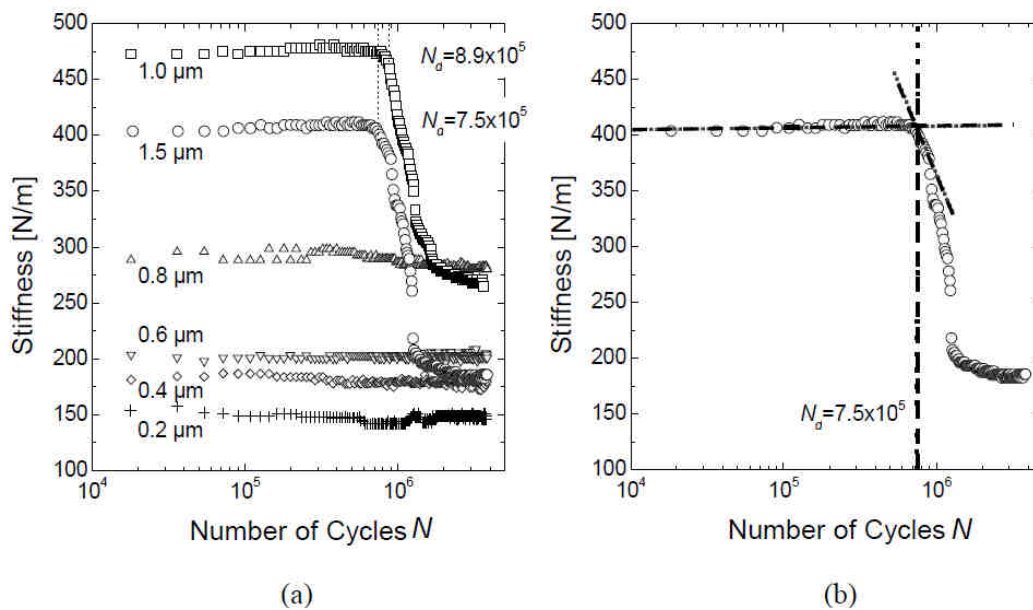 500
450
400
350
300
250
200
150
100
Stiffness [N/m]
1.0 µm
1.5 µm
0.8 µm
0.6 µm
0.4 µm
0.2 µm
N_d=8.9x10^5
N_d=7.5x10^5
10^4
10^5
10^6
Number of Cycles N
(a)
500
450
400
350
300
250
200
150
100
Stiffness [N/m]
N_d=7.5x10^5
10^4
10^5
10^6
Number of Cycles N
(b)